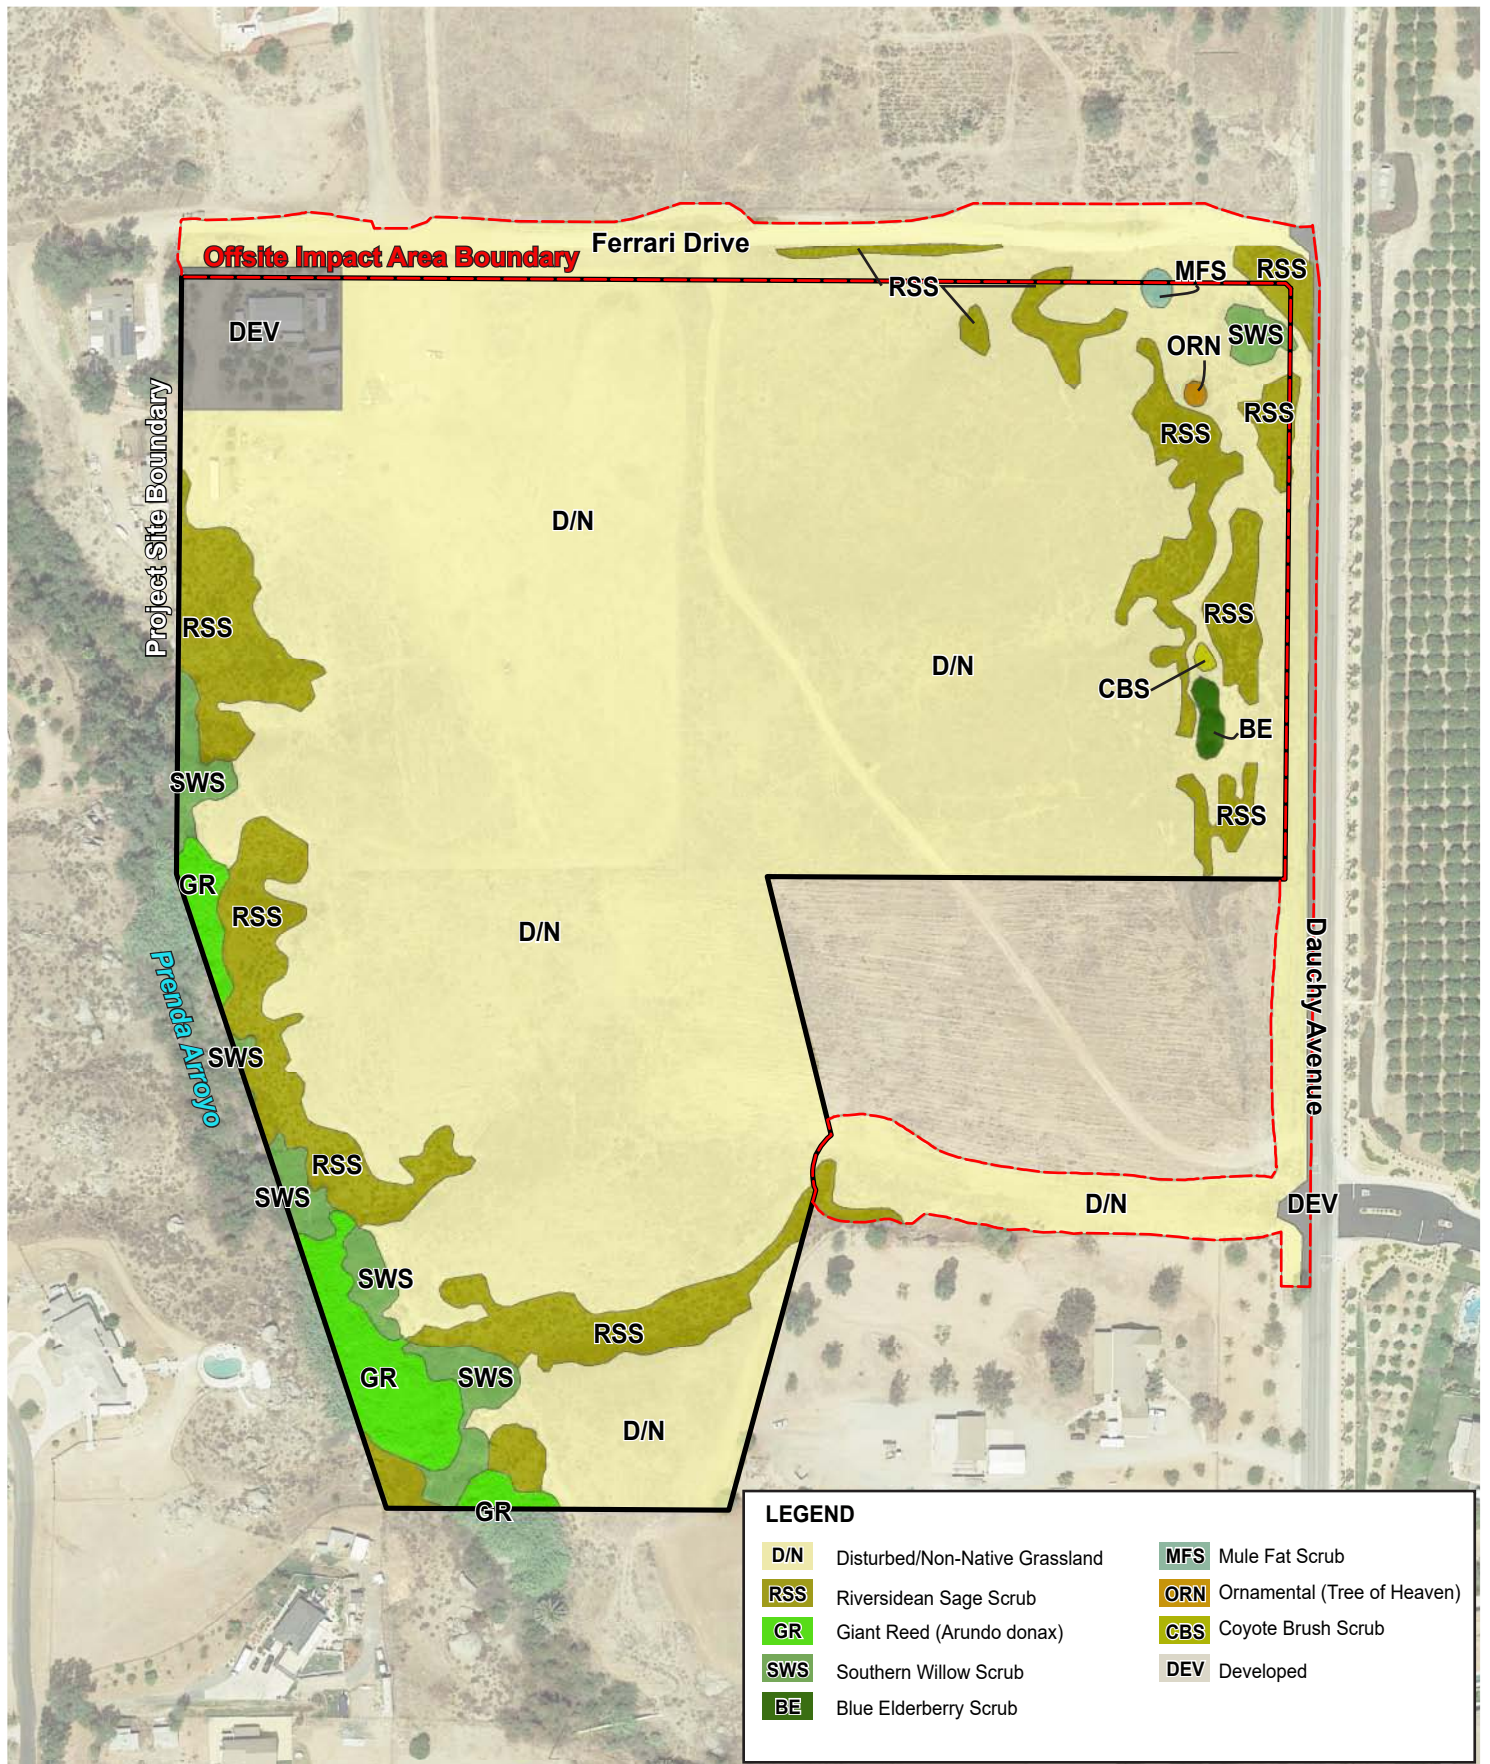 Ferrari Drive
Offsite Impact Area Boundary
RSS
MFS
RSS
DEV
ORN
SWS
RSS
RSS
Project Site Boundary
D/N
RSS
RSS
D/N
CBS
BE
SWS
RSS
GR
RSS
D/N
Dauchy Avenue
Prenda Arroyo
SWS
RSS
SWS
D/N
DEV
SWS
RSS
GR
SWS
D/N
GR
LEGEND
D/N Disturbed/Non-Native Grassland
RSS Riversidean Sage Scrub
GR Giant Reed (Arundo donax)
SWS Southern Willow Scrub
BE Blue Elderberry Scrub
MFS Mule Fat Scrub
ORN Ornamental (Tree of Heaven)
CBS Coyote Brush Scrub
DEV Developed